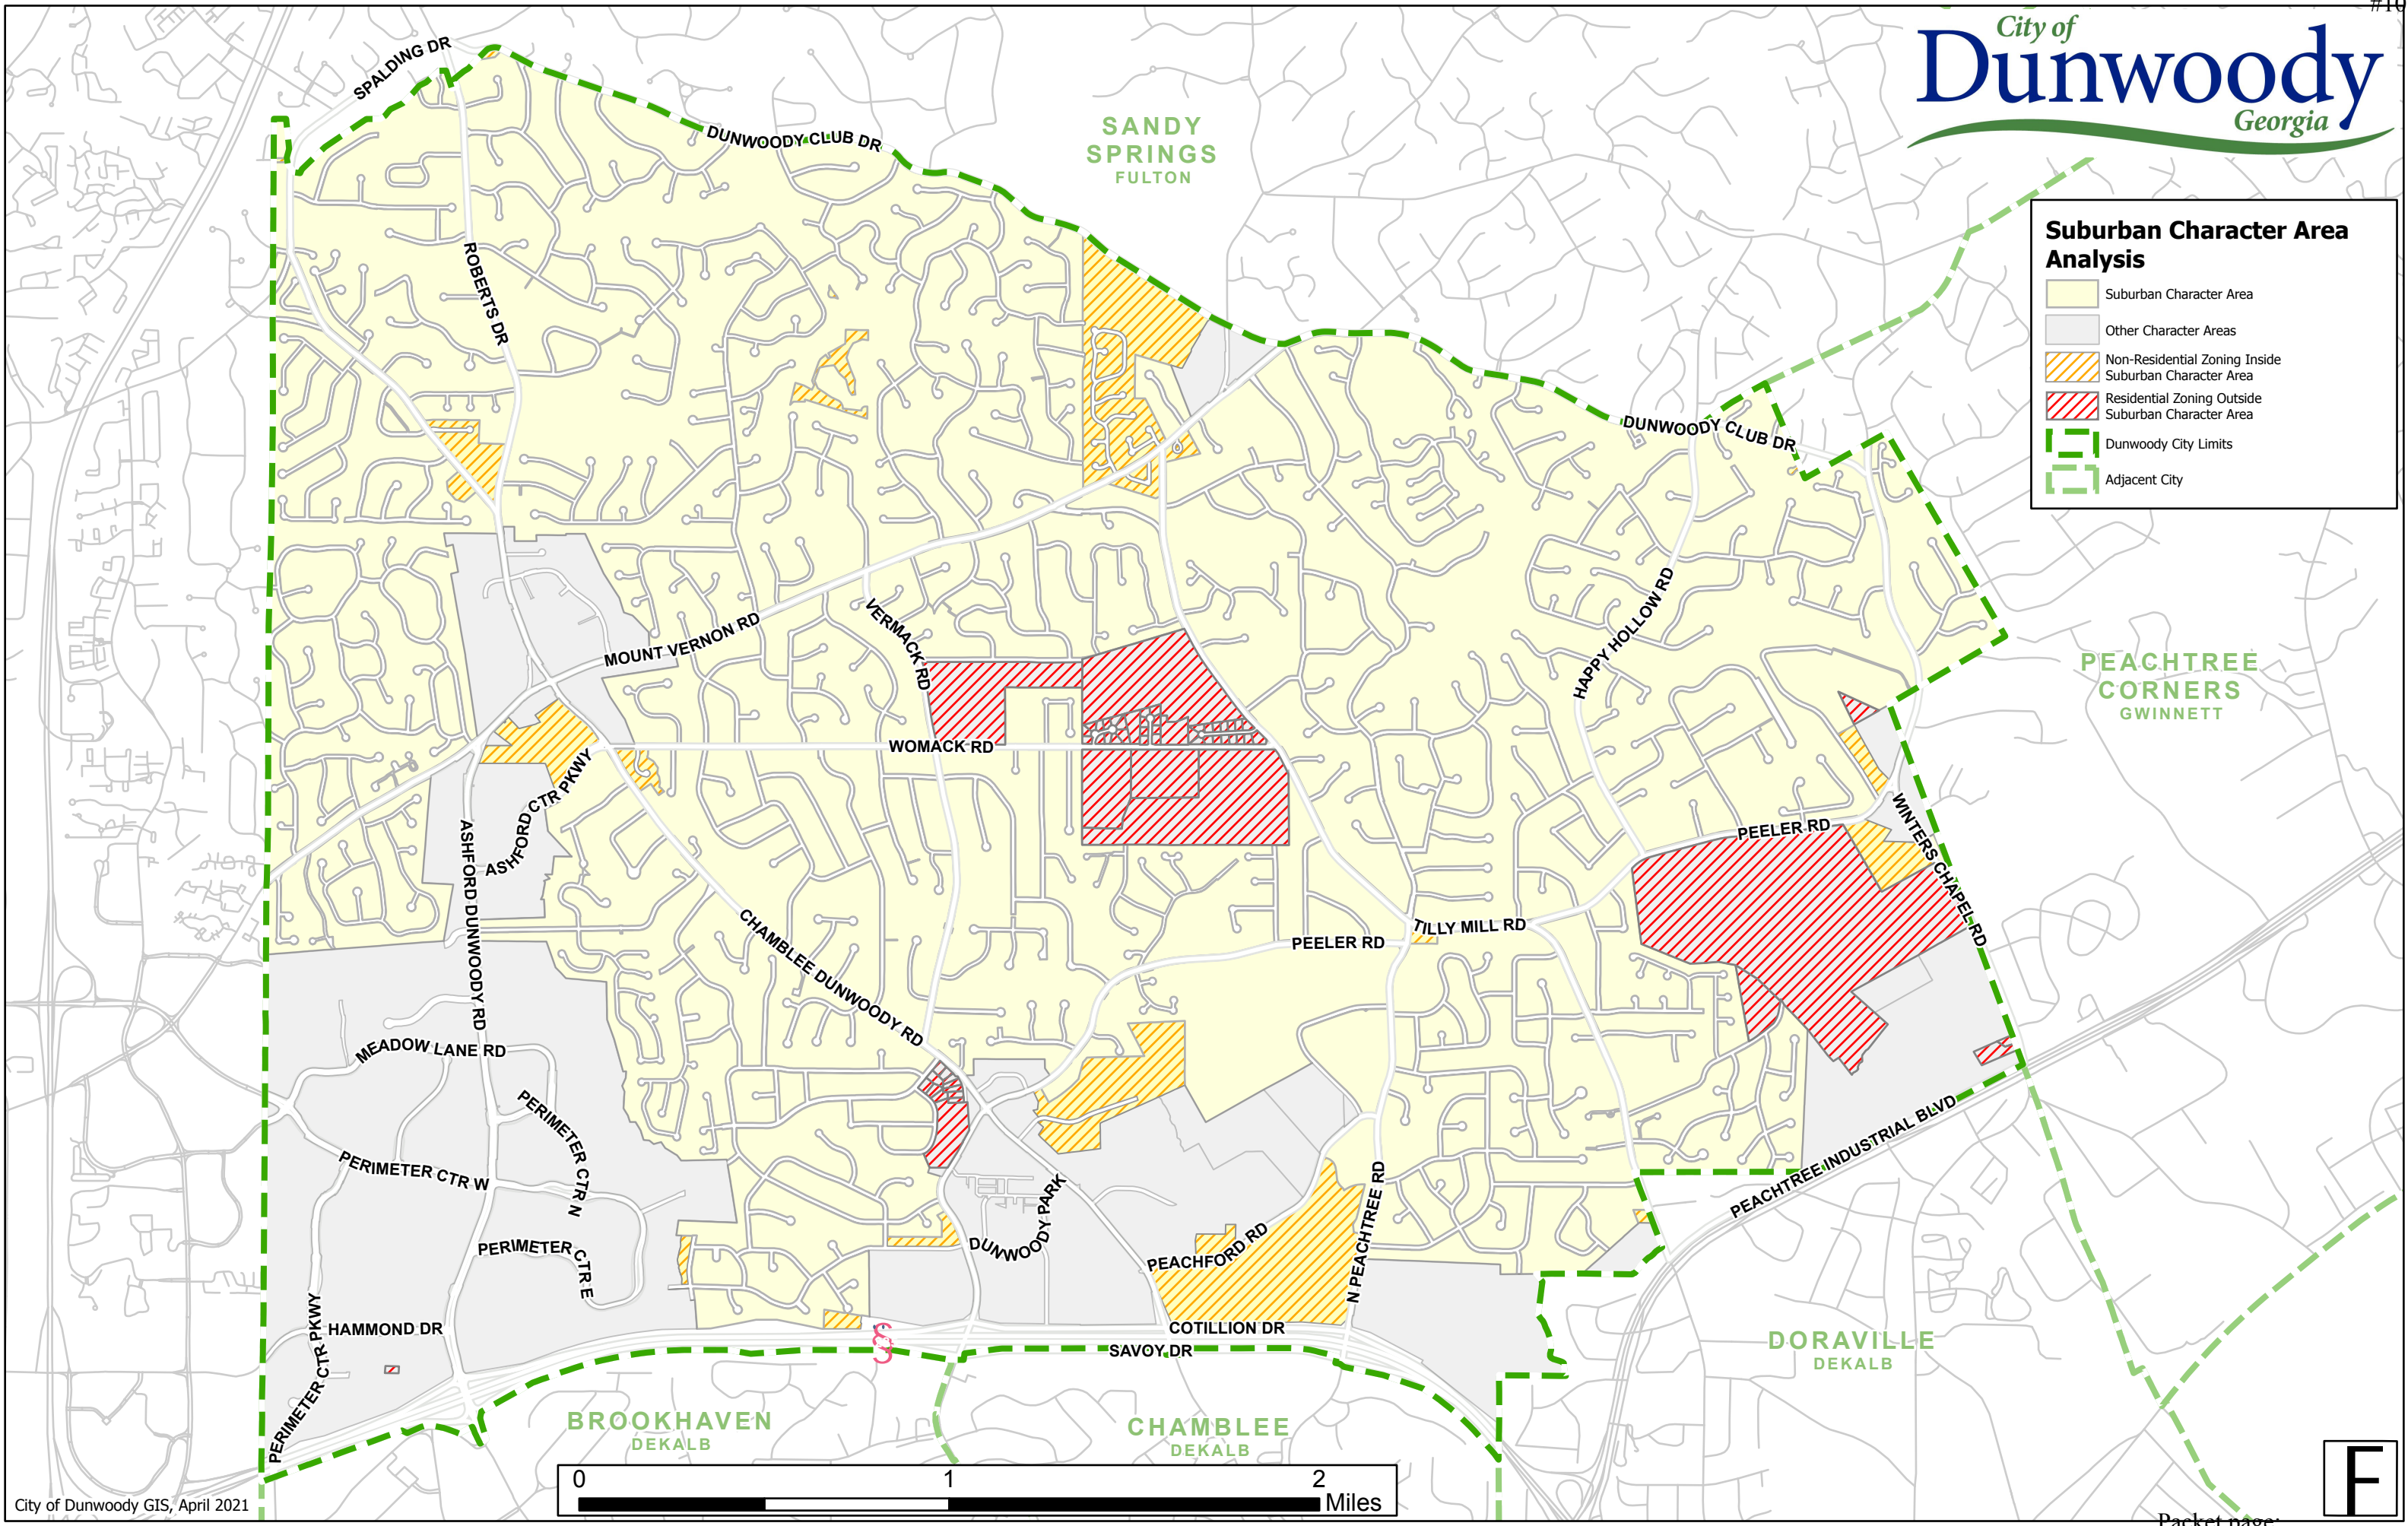 #10
City of
Dunwoody
Georgia
SPALDING DR
DUNWOODY CLUB DR
SANDY
SPRINGS
FULTON
Suburban Character Area
Analysis
Suburban Character Area
Other Character Areas
Non-Residential Zoning Inside
Suburban Character Area
Residential Zoning Outside
Suburban Character Area
Dunwoody City Limits
Adjacent City
ROBERTS DR
DUNWOODY CLUB DR
MOUNT VERNON RD
VERMACK RD
HAPPY HOLLOW RD
PEACHTREE
CORNERS
GWINNETT
WOMACK RD
ASHFORD CTR PKWY
ASHFORD DUNWOODY RD
PEELER RD
WINTERS CHAPEL RD
CHAMBLEE DUNWOODY RD
PEELER RD
TILLY MILL RD
MEADOW LANE RD
PERIMETER CTR N
PERIMETER CTR W
PERIMETER CTR E
DUNWOODY PARK
PEACHFORD RD
N PEACHTREE RD
PEACHTREE INDUSTRIAL BLVD
PERIMETER CTR PKWY
HAMMOND DR
COTILLION DR
SAVOY DR
DORAVILLE
DEKALB
BROOKHAVEN
DEKALB
CHAMBLEE
DEKALB
0 1 2
Miles
City of Dunwoody GIS, April 2021
F
Packet page: